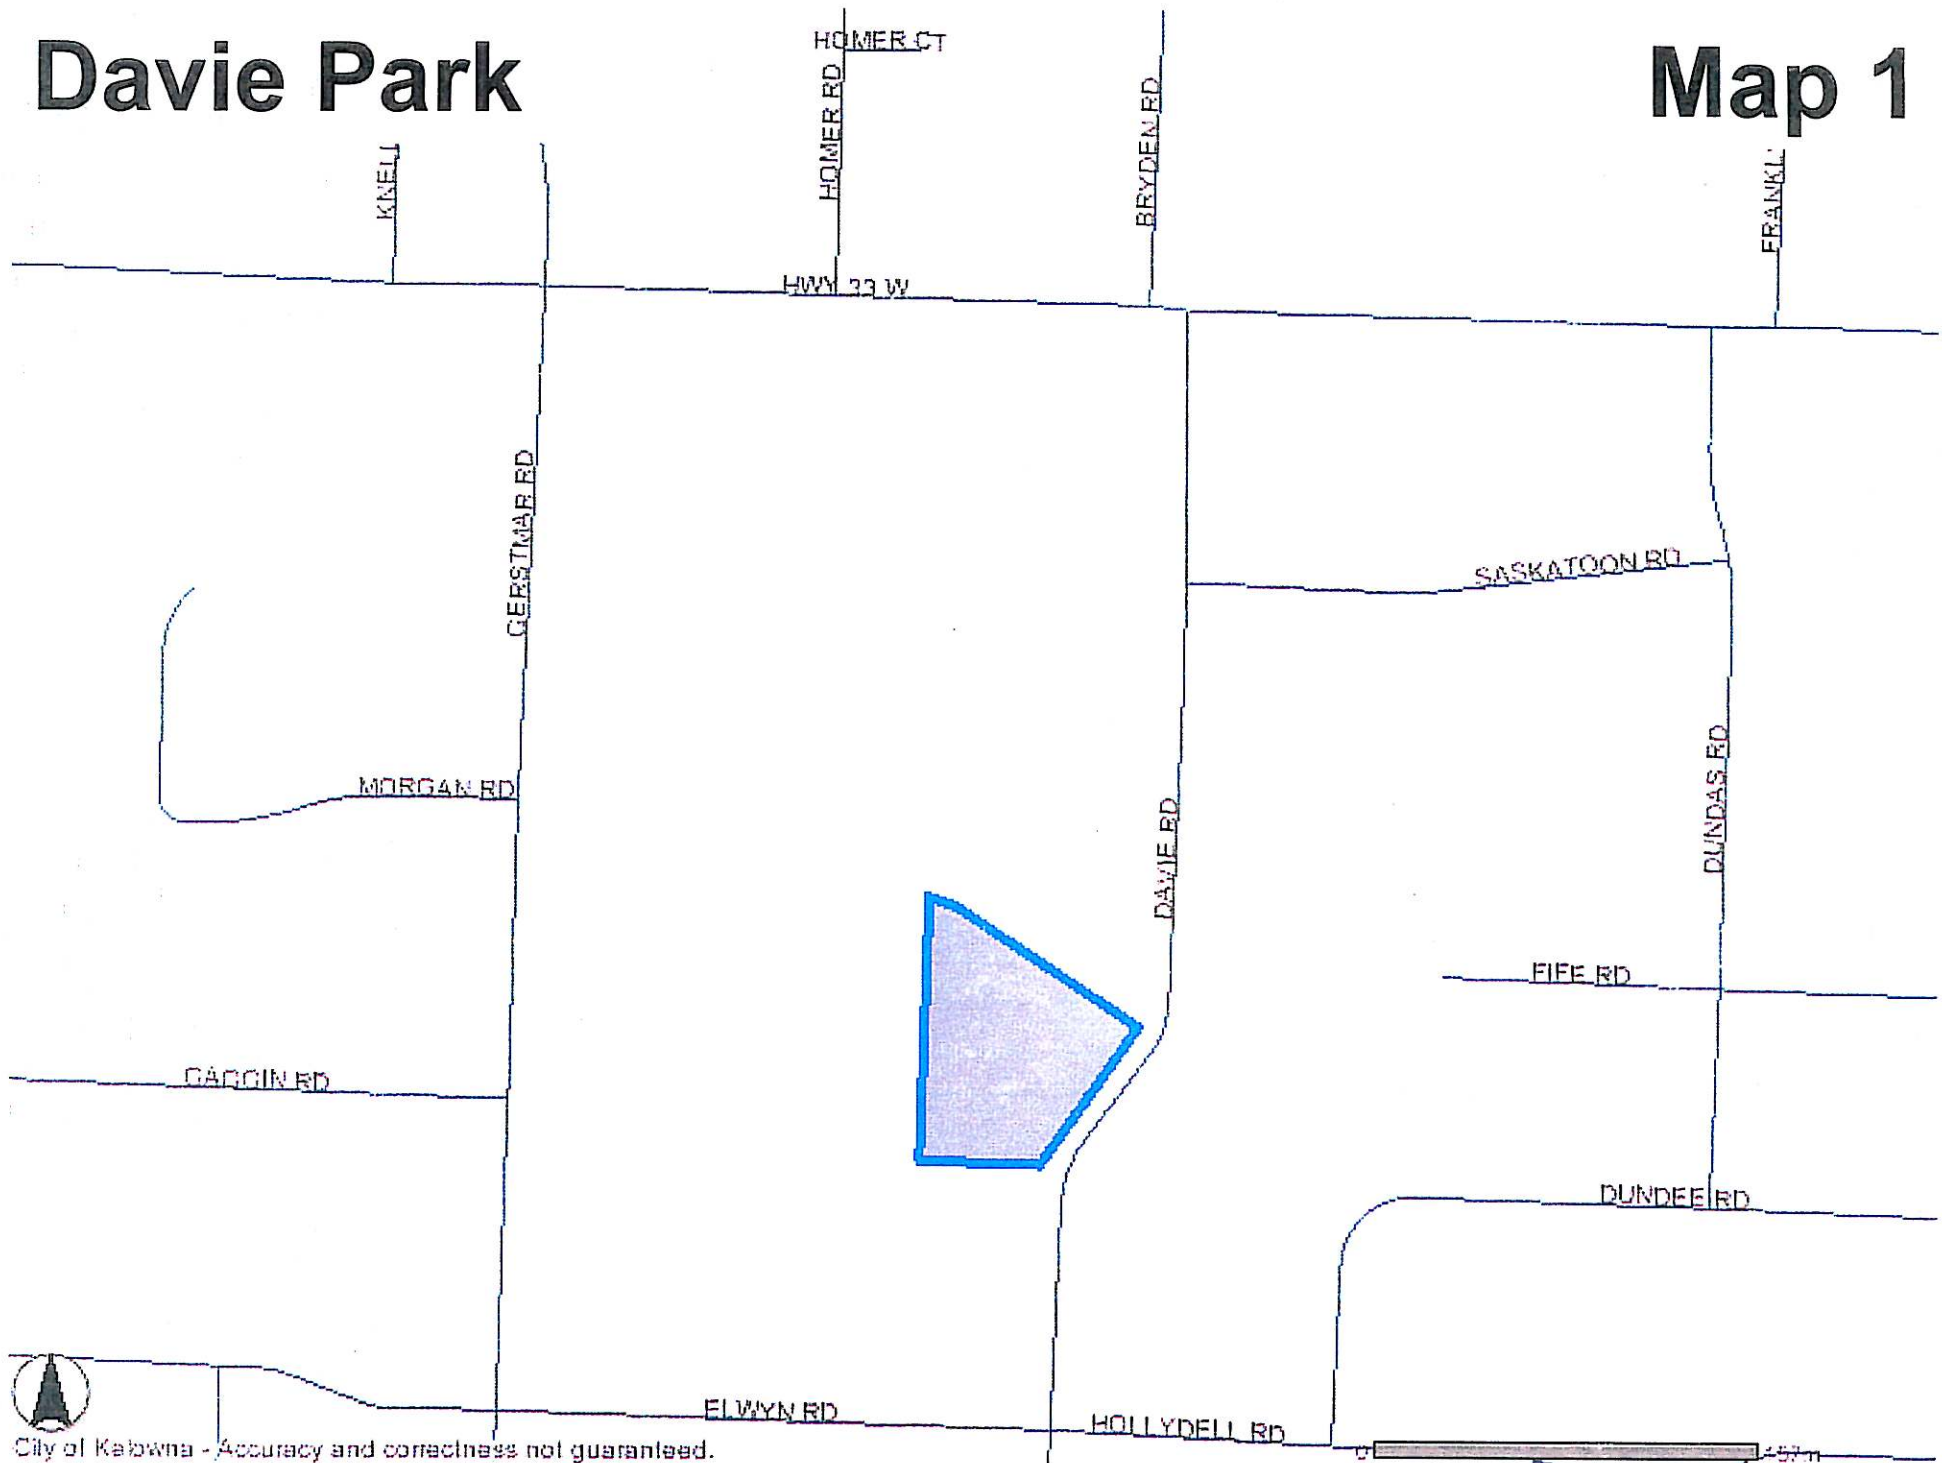 Davie Park
Map 1
HOMER CT
HOMER RD
BRYDEN RD
KNELL
FRANKL
HWY 33 W
GERSTMAR RD
SASKATOON RD
MORGAN RD
DUNDAS RD
DAVIE RD
FIFE RD
GAGGIN RD
DUNDEE RD
ELWYN RD
HOLLYDELL RD
City of Kelowna - Accuracy and correctness not guaranteed.
0